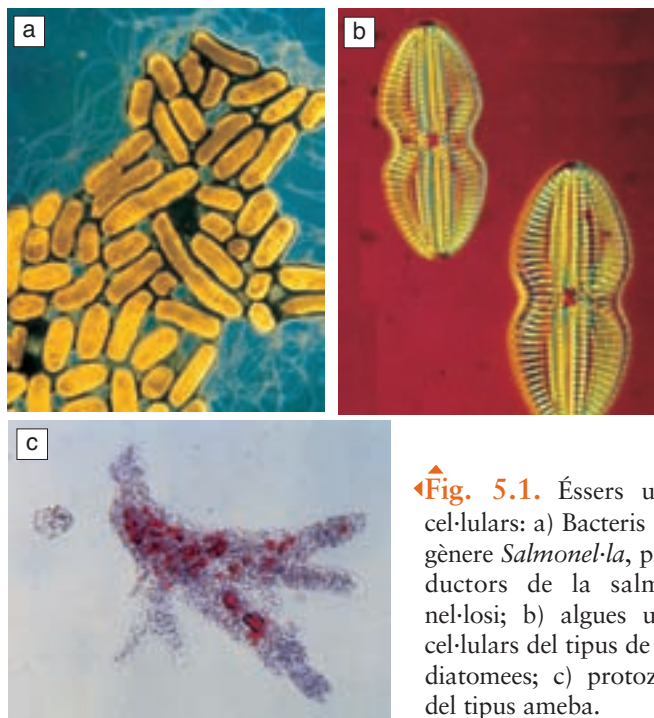 a
b
c
Fig. 5.1. Éssers u
cel·lulars: a) Bacteris
gènere Salmonel·la, p
ductors de la salm
nel·losi; b) algues u
cel·lulars del tipus de
diatomees; c) protoz
del tipus ameba.